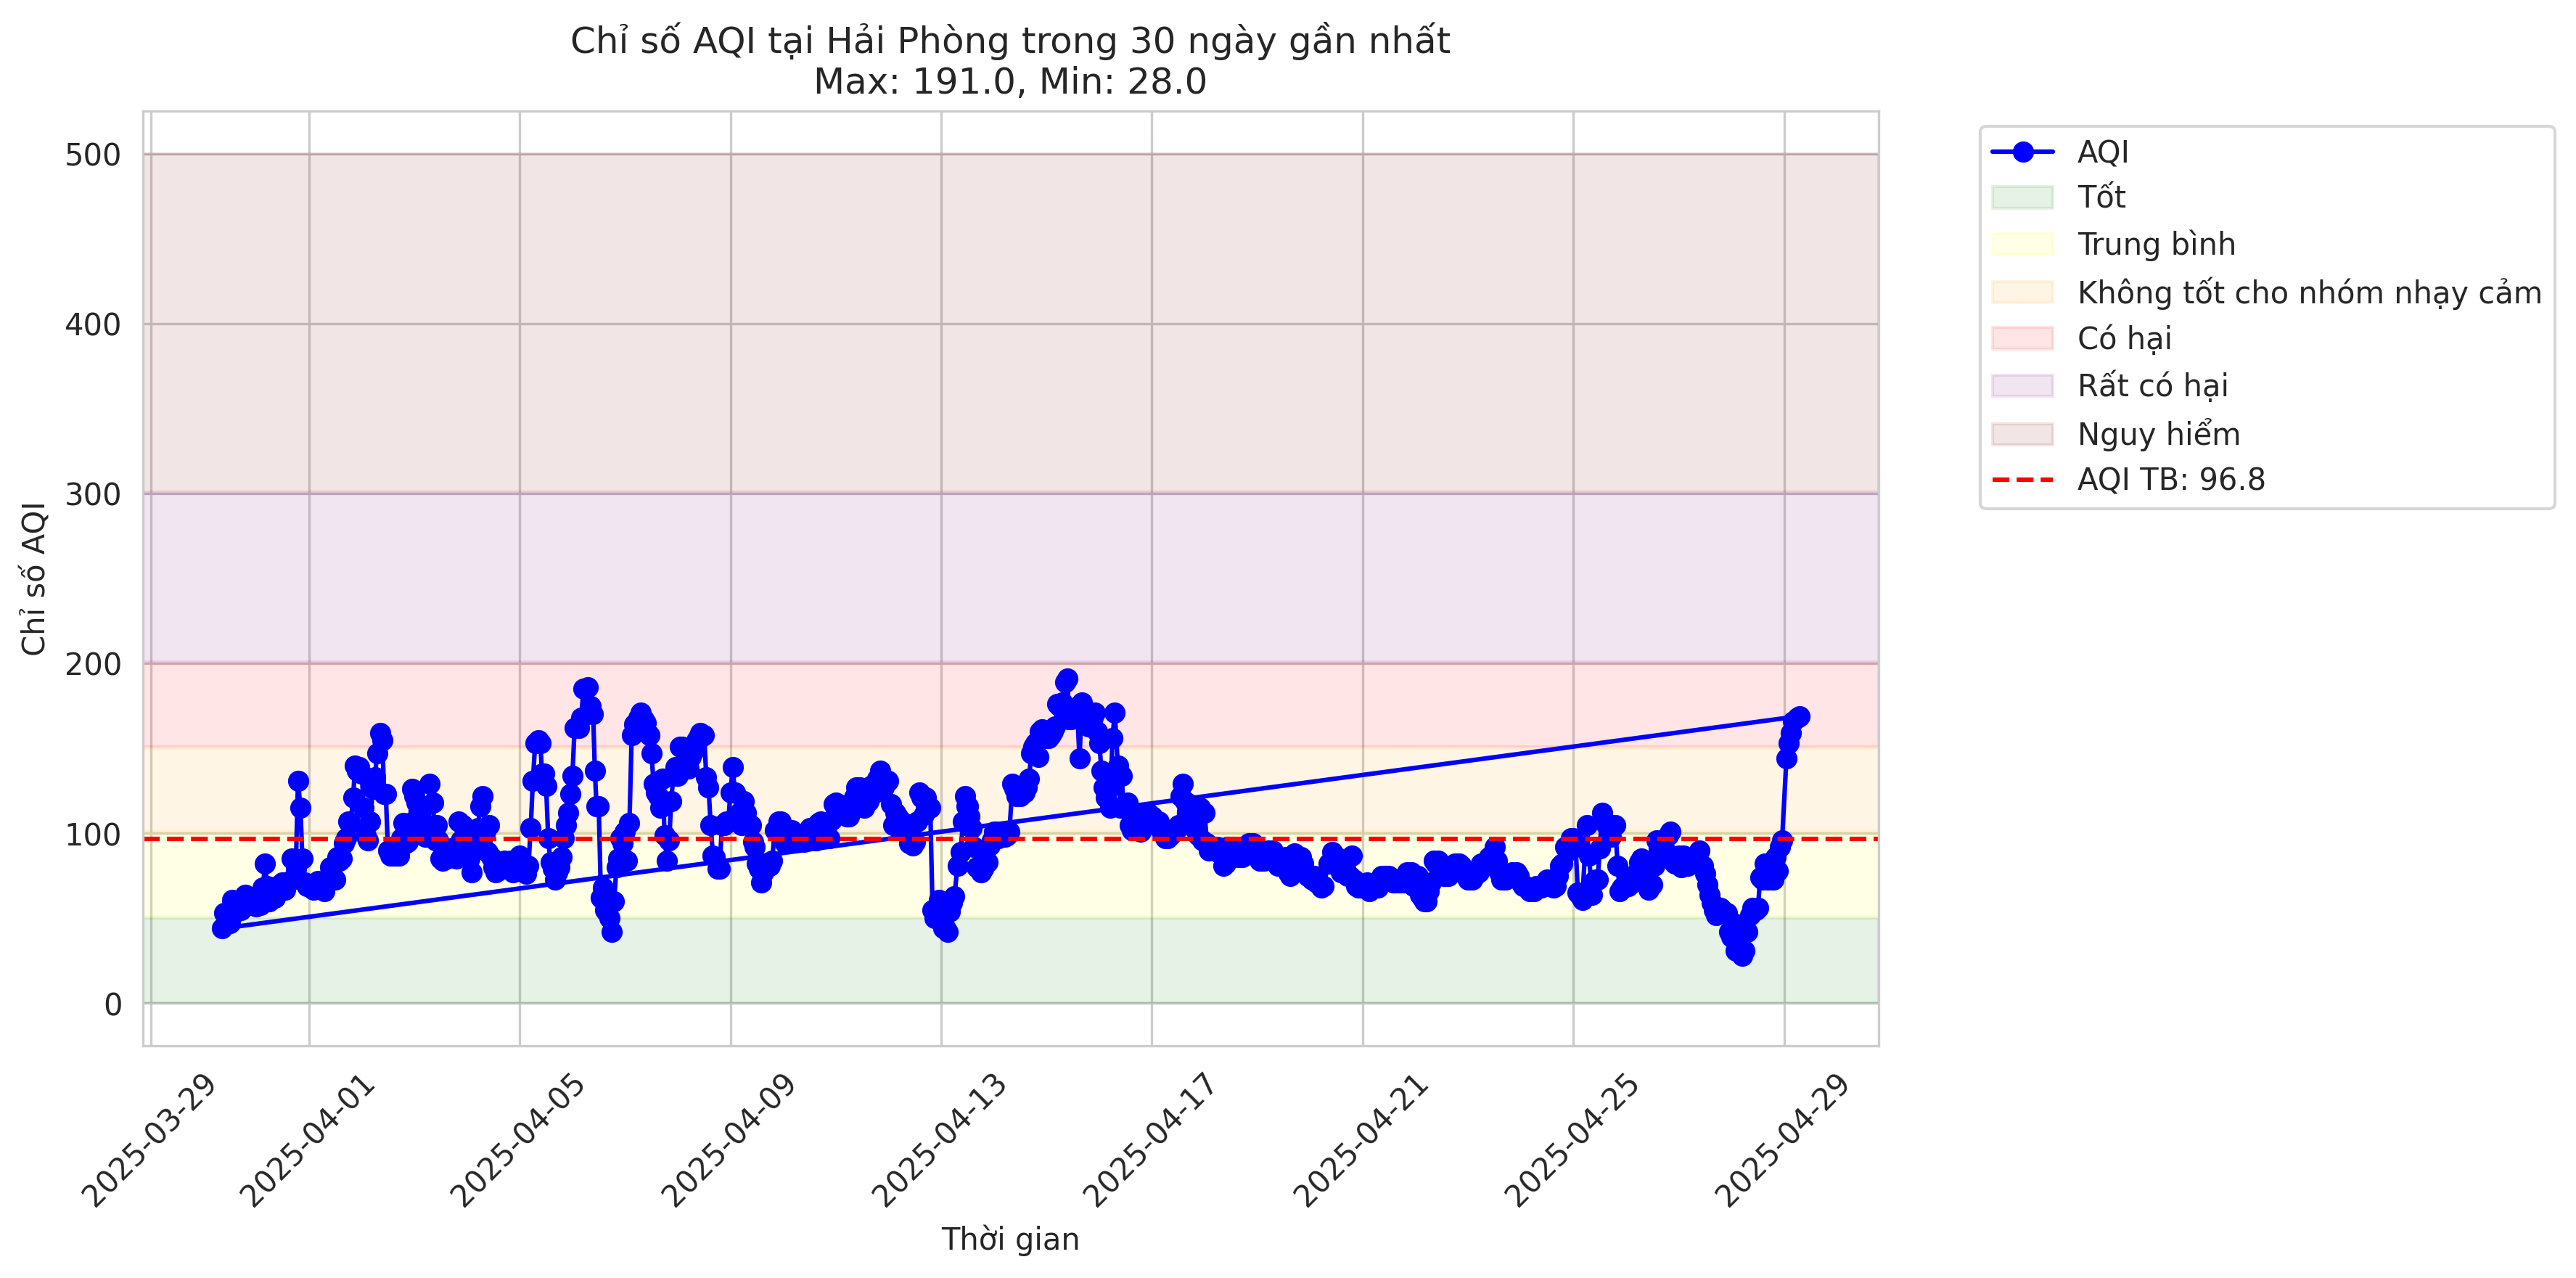 Chỉ số AQI tại Hải Phòng trong 30 ngày gần nhất
Max: 191.0, Min: 28.0
Chỉ số AQI
500
400
300
200
100
0
2025-03-29
2025-04-01
2025-04-05
2025-04-09
2025-04-13
2025-04-17
2025-04-21
2025-04-25
2025-04-29
Thời gian
AQI
Tốt
Trung bình
Không tốt cho nhóm nhạy cảm
Có hại
Rất có hại
Nguy hiểm
AQI TB: 96.8